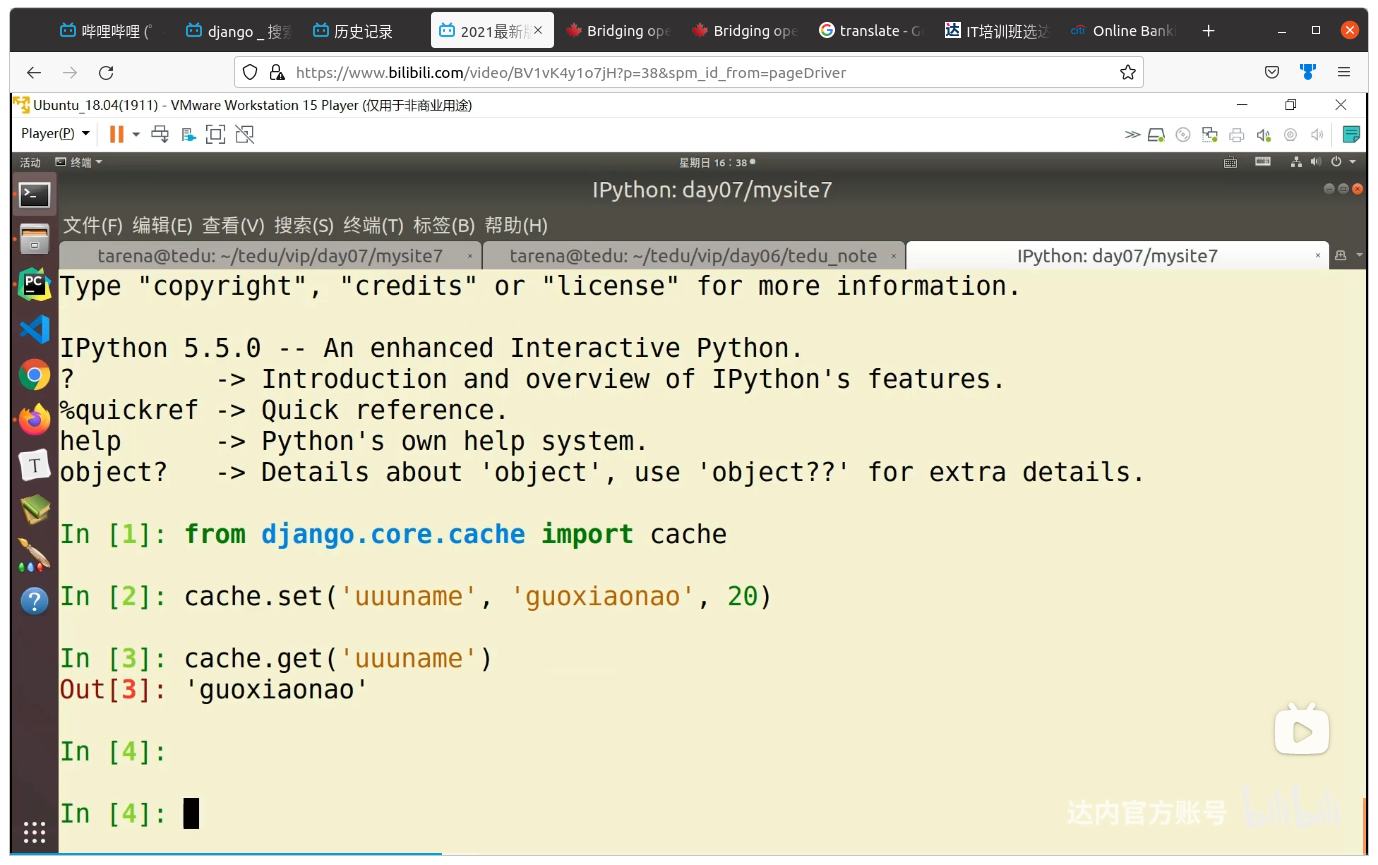 哔哩哔哩 (゜
django _ 搜索
历史记录
2021最新版
Bridging ope
Bridging ope
translate - G
IT培训班选达
Online Bank
https://www.bilibili.com/video/BV1vK4y1o7jH?p=38&spm_id_from=pageDriver
Ubuntu_18.04(1911) - VMware Workstation 15 Player (仅用于非商业用途)
Player(P)
活动 终端 星期日 16：38
IPython: day07/mysite7
文件(F) 编辑(E) 查看(V) 搜索(S) 终端(T) 标签(B) 帮助(H)
tarena@tedu: ~/tedu/vip/day07/mysite7
tarena@tedu: ~/tedu/vip/day06/tedu_note
IPython: day07/mysite7
Type "copyright", "credits" or "license" for more information.
IPython 5.5.0 -- An enhanced Interactive Python.
?         -> Introduction and overview of IPython's features.
%quickref -> Quick reference.
help      -> Python's own help system.
object?   -> Details about 'object', use 'object??' for extra details.
In [1]: from django.core.cache import cache
In [2]: cache.set('uuuname', 'guoxiaonao', 20)
In [3]: cache.get('uuuname')
Out[3]: 'guoxiaonao'
In [4]:
In [4]:
达内官方账号 bilibili